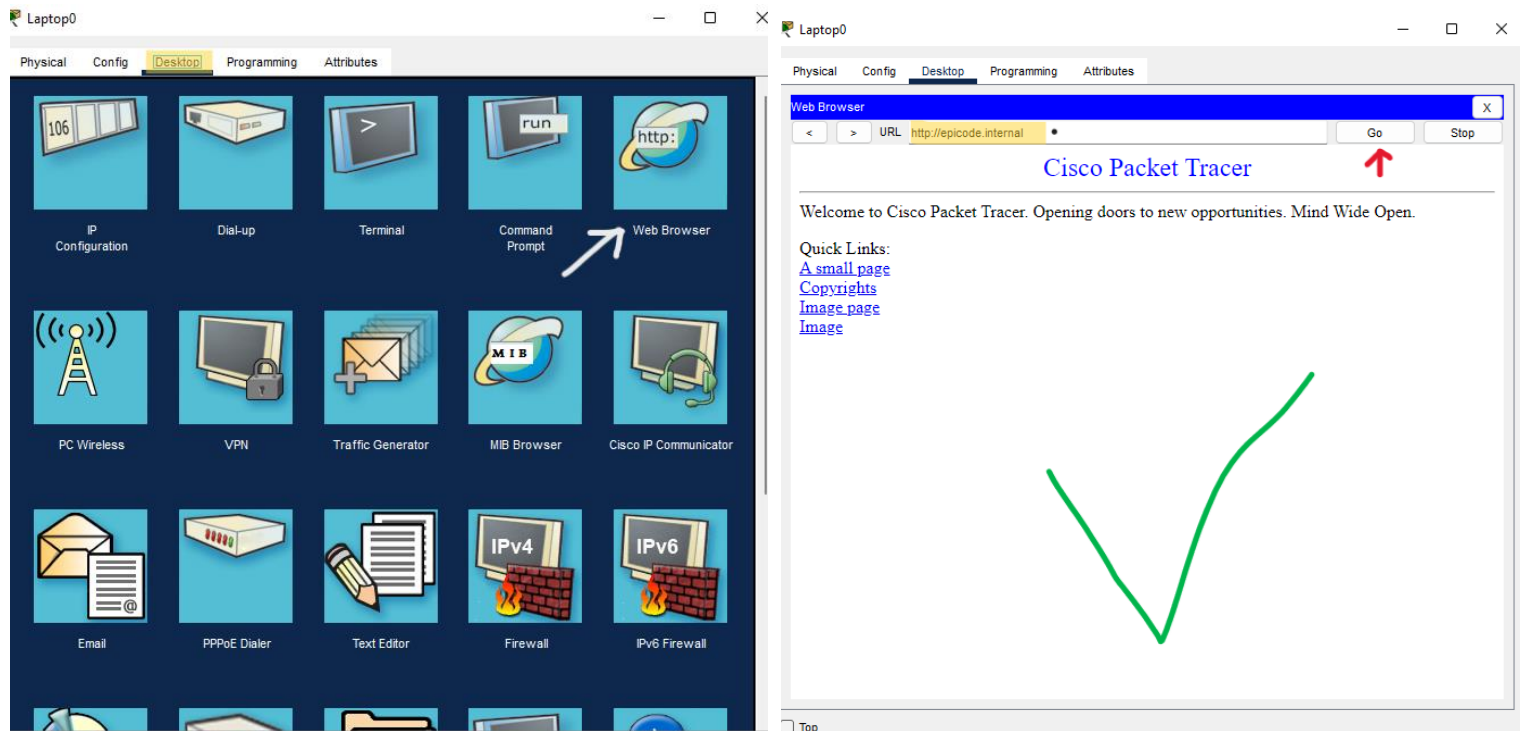 Laptop0
Physical Config Desktop Programming Attributes
106
>
run
http:
IP
Configuration
Dial-up
Terminal
Command
Prompt
Web Browser
MIB
PC Wireless
VPN
Traffic Generator
MIB Browser
Cisco IP Communicator
@
IPv4
IPv6
Email
PPPoE Dialer
Text Editor
Firewall
IPv6 Firewall
Laptop0
Physical Config Desktop Programming Attributes
Web Browser X
< > URL http://epicode.internal Go Stop
Cisco Packet Tracer
Welcome to Cisco Packet Tracer. Opening doors to new opportunities. Mind Wide Open.
Quick Links:
A small page
Copyrights
Image page
Image
Top